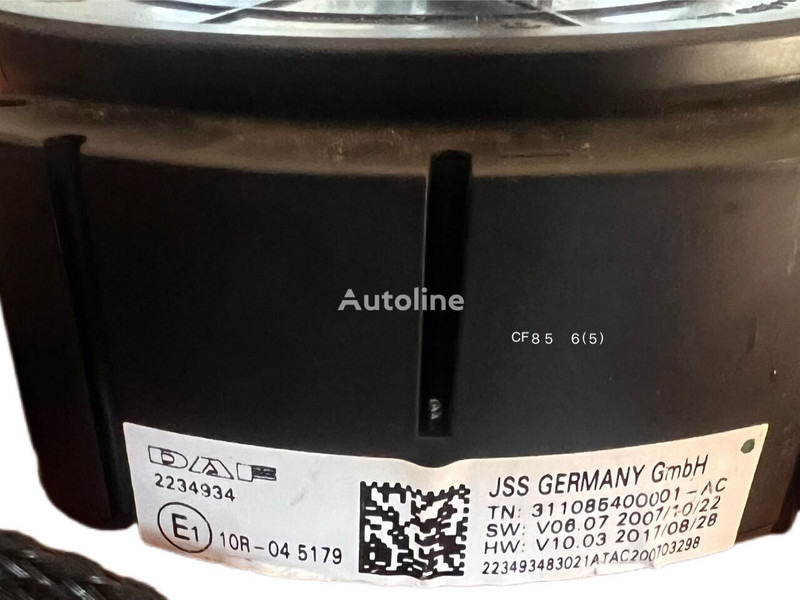 Autoline
CF85 6(5)
DAF
2234934
E1 10R-04 5179
JSS GERMANY GmbH
TN: 311085400001-AC
SW: V06.07 2007/10/22
HW: V10.03 2017/08/28
223493483021ATAC200703298